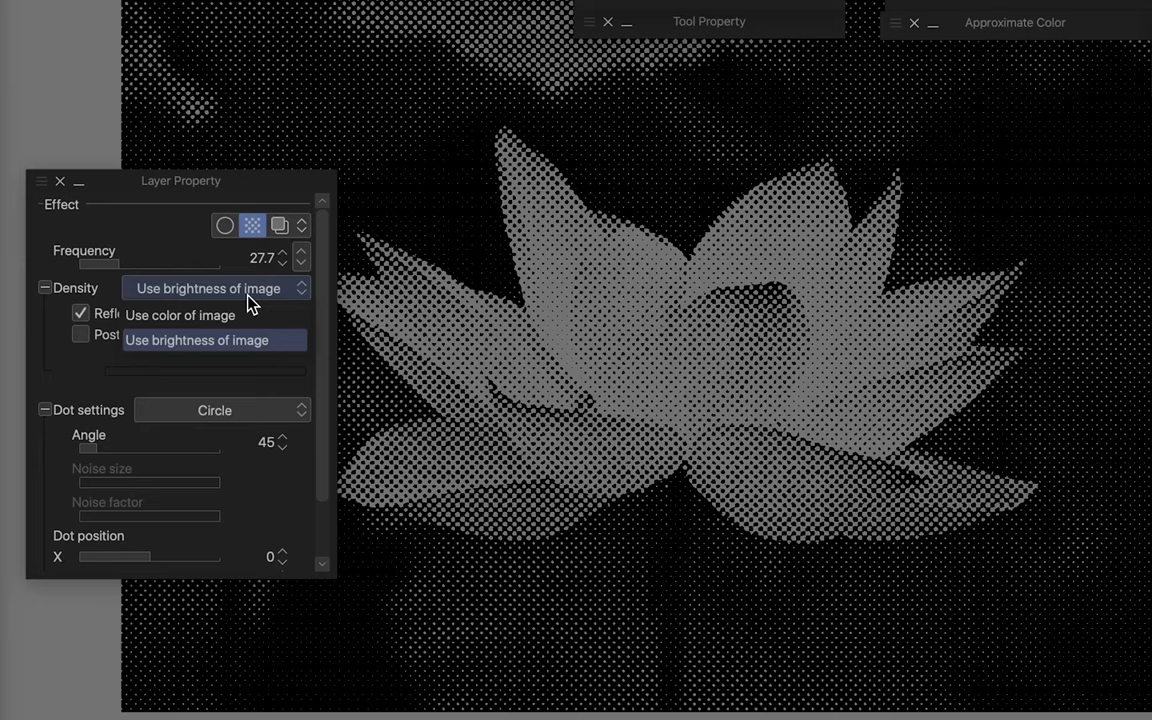 Tool Property
Approximate Color
Layer Property
Effect
Frequency
27.7
Density
Use brightness of image
Refl
Use color of image
Post
Use brightness of image
Dot settings
Circle
Angle
45
Noise size
Noise factor
Dot position
X
0